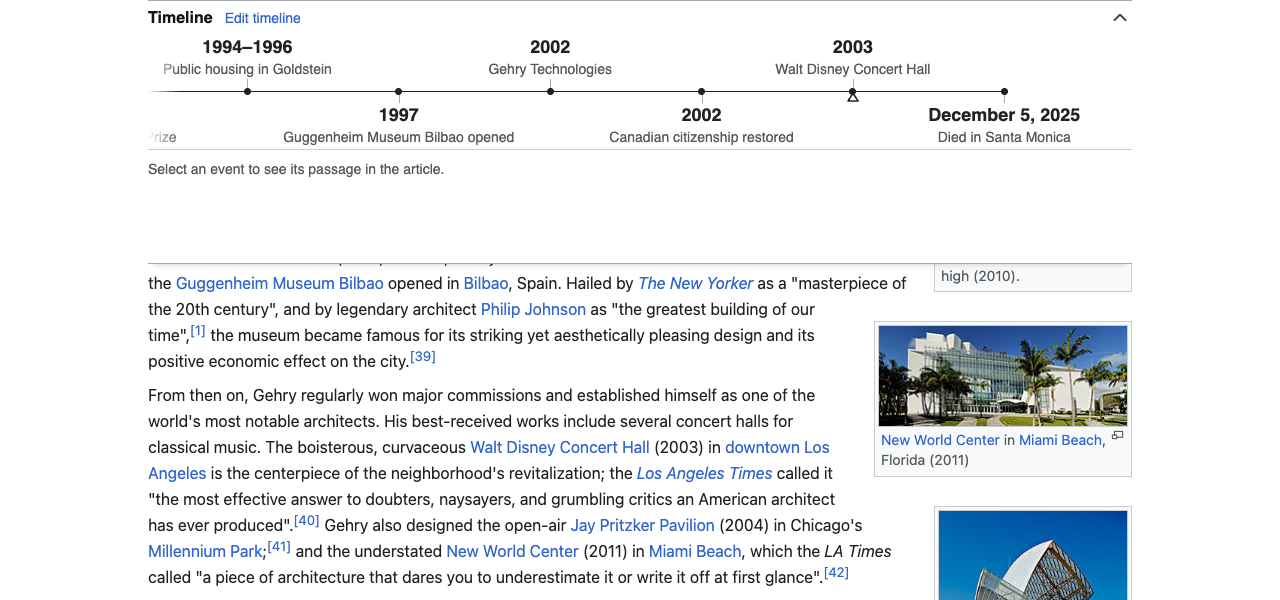 Timeline Edit timeline
1994–1996
Public housing in Goldstein
2002
Gehry Technologies
2003
Walt Disney Concert Hall
Prize
1997
Guggenheim Museum Bilbao opened
2002
Canadian citizenship restored
December 5, 2025
Died in Santa Monica
Select an event to see its passage in the article.
the Guggenheim Museum Bilbao opened in Bilbao, Spain. Hailed by The New Yorker as a "masterpiece of
the 20th century", and by legendary architect Philip Johnson as "the greatest building of our
time",[1] the museum became famous for its striking yet aesthetically pleasing design and its
positive economic effect on the city.[39]
From then on, Gehry regularly won major commissions and established himself as one of the
world's most notable architects. His best-received works include several concert halls for
classical music. The boisterous, curvaceous Walt Disney Concert Hall (2003) in downtown Los
Angeles is the centerpiece of the neighborhood's revitalization; the Los Angeles Times called it
"the most effective answer to doubters, naysayers, and grumbling critics an American architect
has ever produced".[40] Gehry also designed the open-air Jay Pritzker Pavilion (2004) in Chicago's
Millennium Park;[41] and the understated New World Center (2011) in Miami Beach, which the LA Times
called "a piece of architecture that dares you to underestimate it or write it off at first glance".[42]
high (2010).
New World Center in Miami Beach,
Florida (2011)